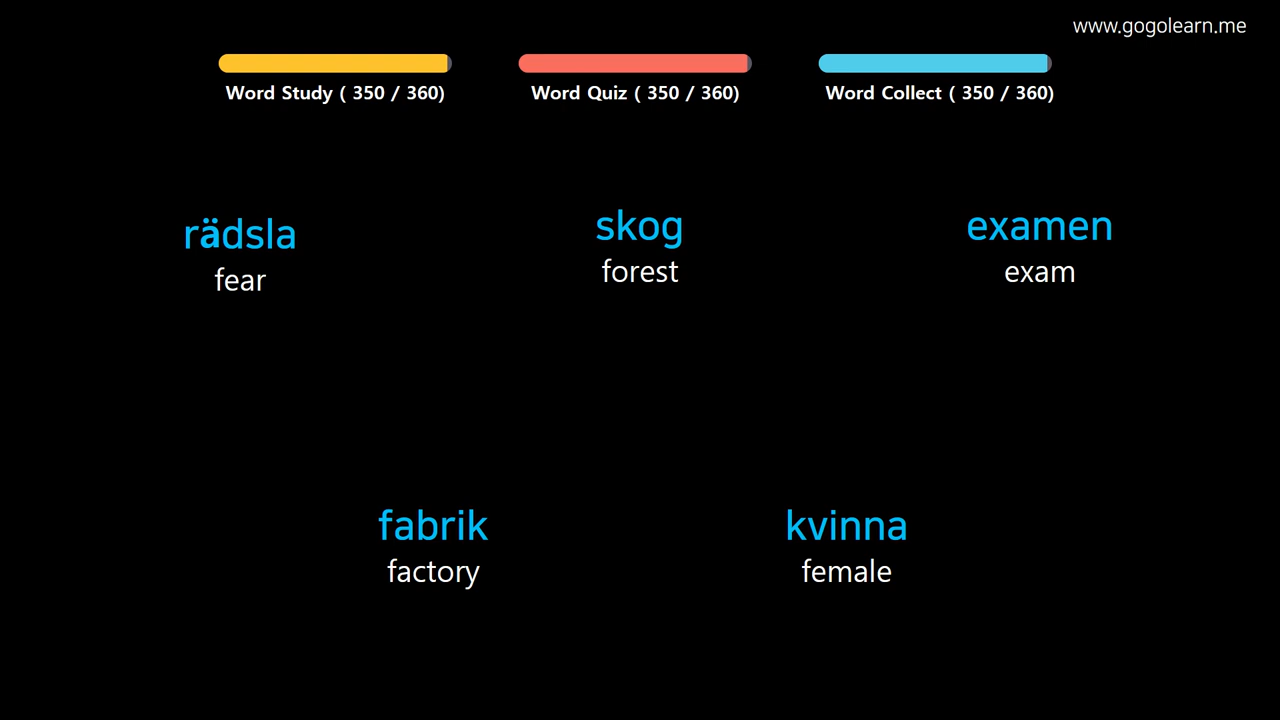 www.gogolearn.me
Word Study ( 350 / 360)
Word Quiz ( 350 / 360)
Word Collect ( 350 / 360)
rädsla
fear
skog
forest
examen
exam
fabrik
factory
kvinna
female